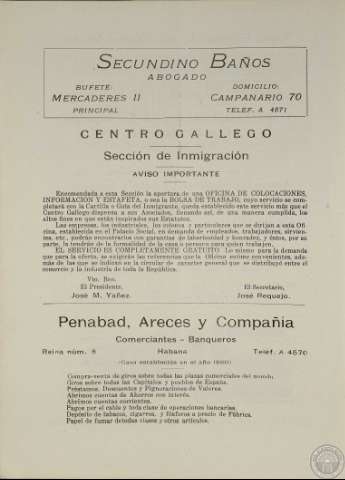 SECUNDINO BAÑOS
ABOGADO
BUFETE: DOMICILIO:
MERCADERES 11 CAMPANARIO 70
PRINCIPAL TELF. A 4871
CENTRO GALLEGO
Sección de Inmigración
AVISO IMPORTANTE
Encomendada a esta Sección la apertura de una OFICINA DE COLOCACIONES,
INFORMACION Y ESTAFETA, o sea la BOLSA DE TRABAJO, cuyo servicio se com-
pletará con la Cartilla o Guía del Inmigrante, queda establecido este servicio más que el
Centro Gallego dispensa a sus Asociados, llenando así, de una manera cumplida, los
altos fines en que están inspirados sus Estatutos.
Las empresas, los industriales, los colonos y particulares que se dirijan a esta Ofi
cina, establecida en el Palacio Social, en demanda de empleados, trabajadores, sirvien-
tes, etc., podrán encontrarlos con garantías de laboriosidad y honradez, y éstos, por su
parte, la tendrán de la formalidad de la casa o persona para quien trabajen.
EL SERVICIO ES COMPLETAMENTE GRATUITO. Lo mismo para la demanda
que para la oferta, se exigirán las referencias que la Oficina estime convenientes, ade-
más de las que se indican en la circular de caracter general que se distribuyó entre el
comercio y la industria de toda la República.
Vto. Bno.
El Presidente, El Secretario,
José M. Yañez. José Requejo.
Penabad, Areces y Compañía
Comerciantes - Banqueros
Reina núm. Habana Teléf. A 4570
(Casa establecida en el año
Compra-venta de giros sobre todas las plazas comerciales del mundo.
Giros sobre todas las Capitales y pueblos de España.
Préstamos, Descuentos y Pignoraciones de Valores.
Abrimos cuentas de Ahorros con interés.
Abrimos cuentas corrientes.
Pagos por el cable y toda clase de operaciones bancarias.
Depósito de tabacos, cigarros, y fósforos a precio de Fábrica.
Papel de fumar de todas clases y otros artículos.